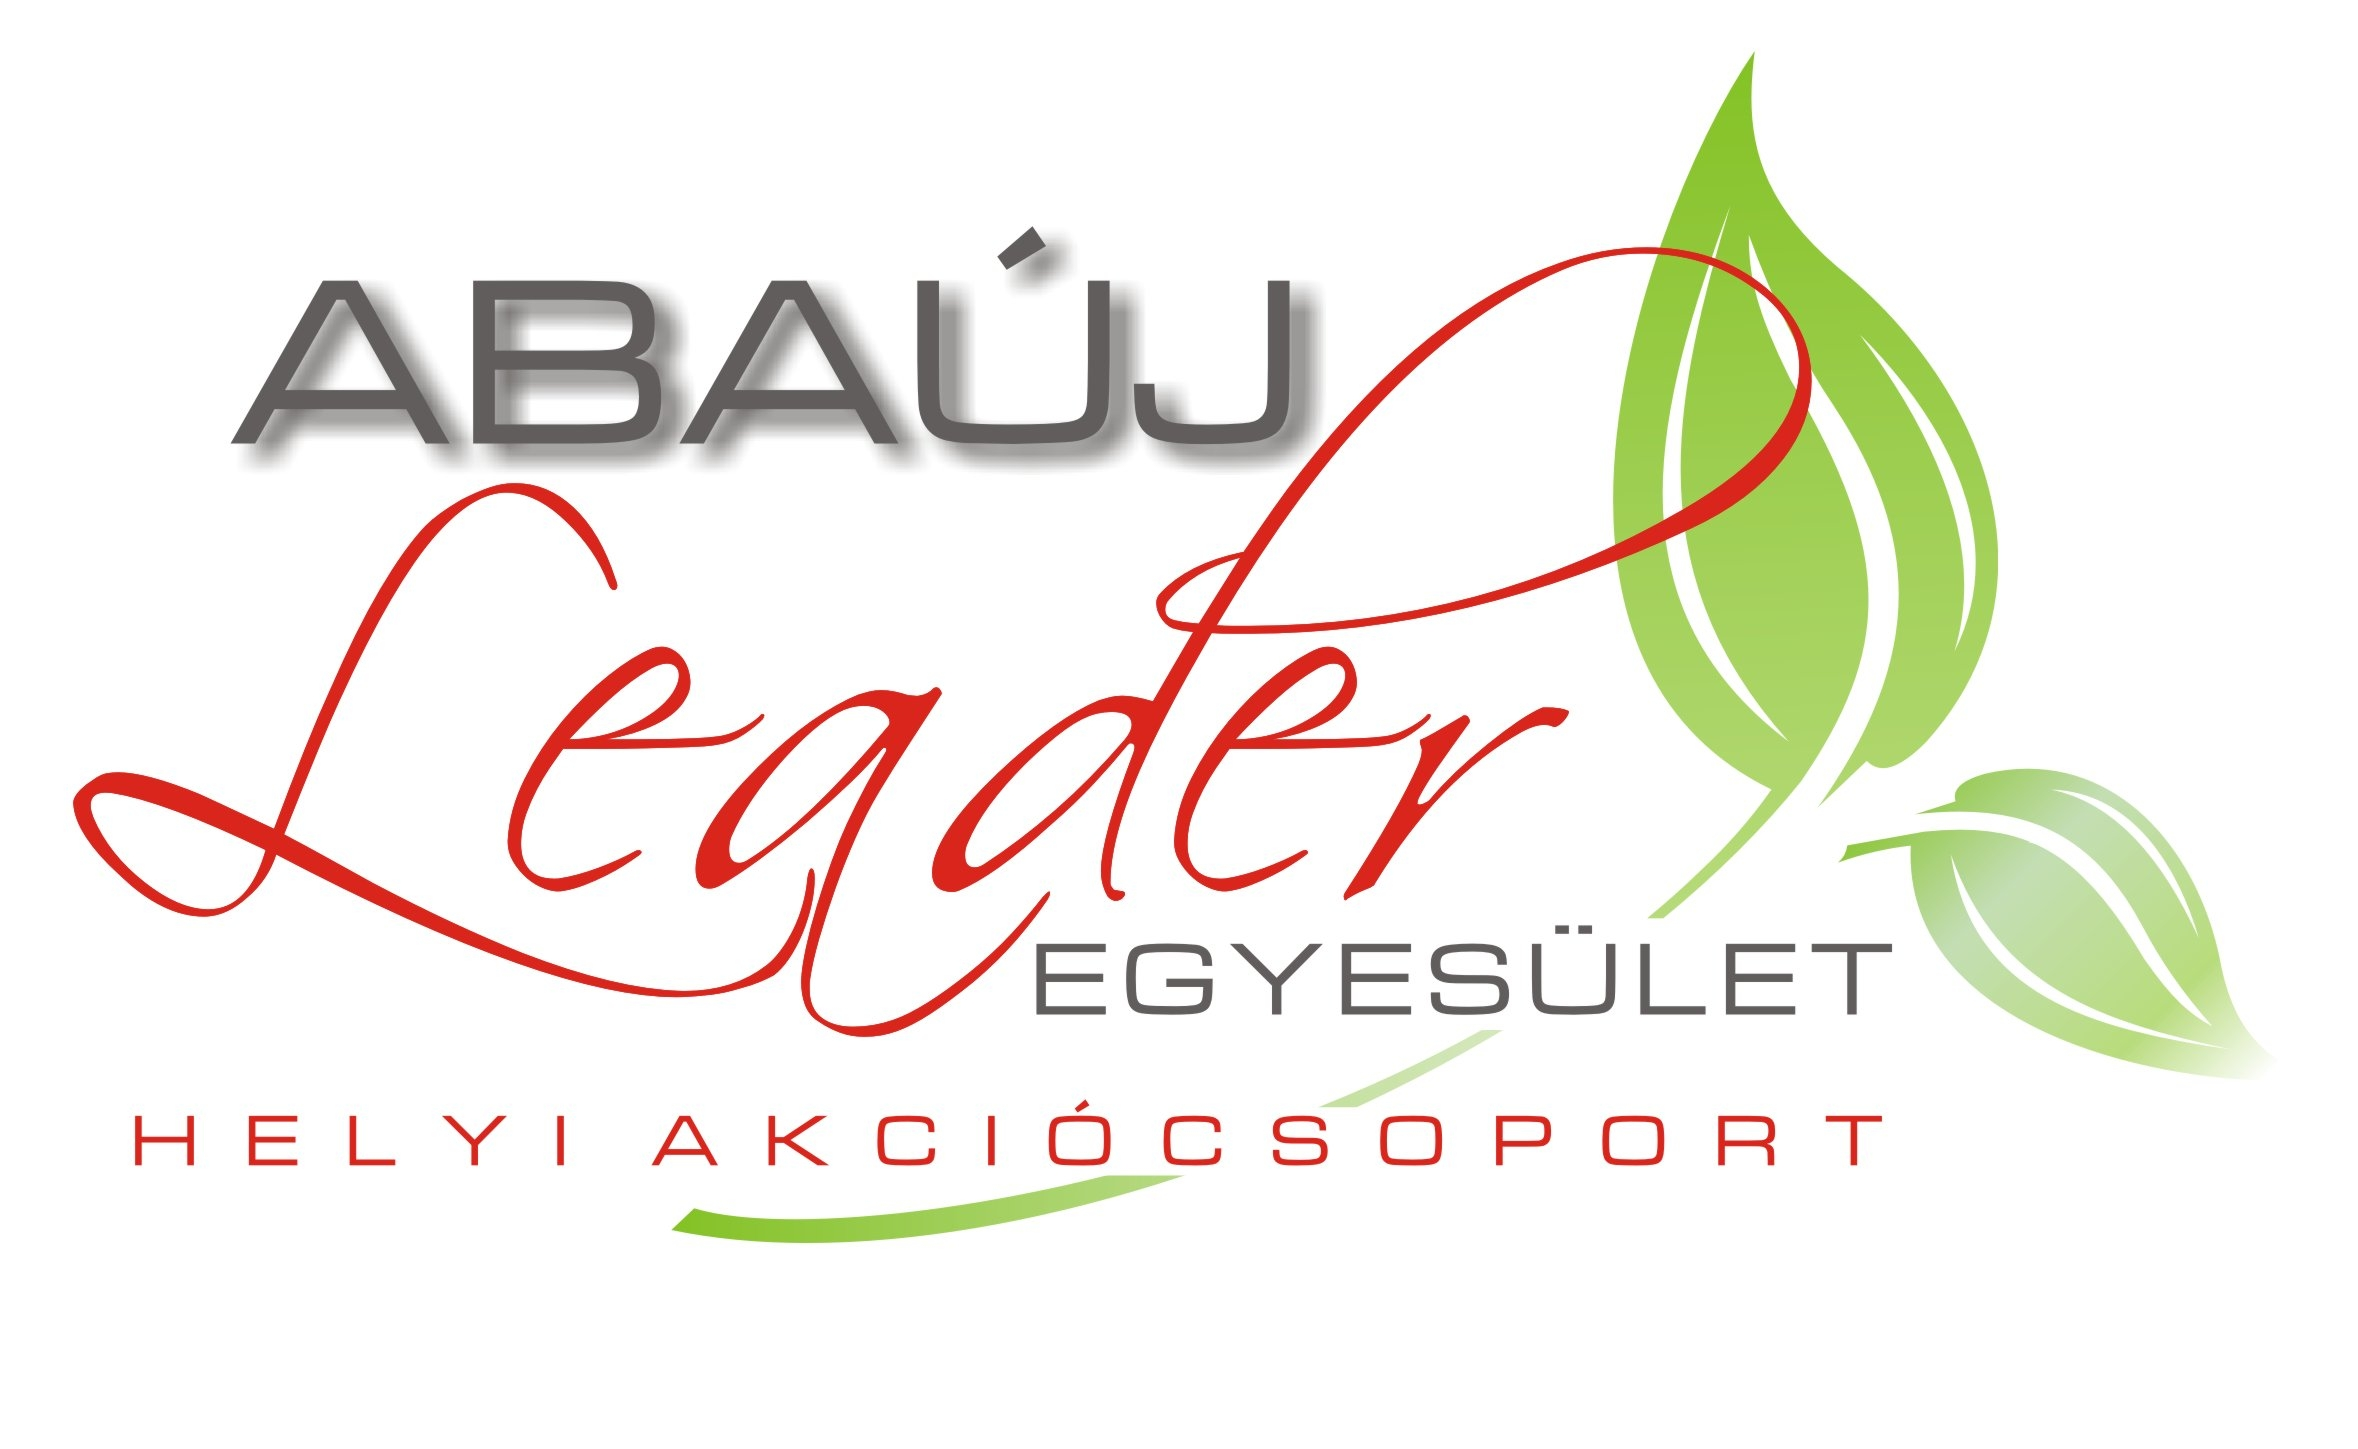 ABAÚJ
Leader
EGYESÜLET
HELYI AKCIÓCSOPORT